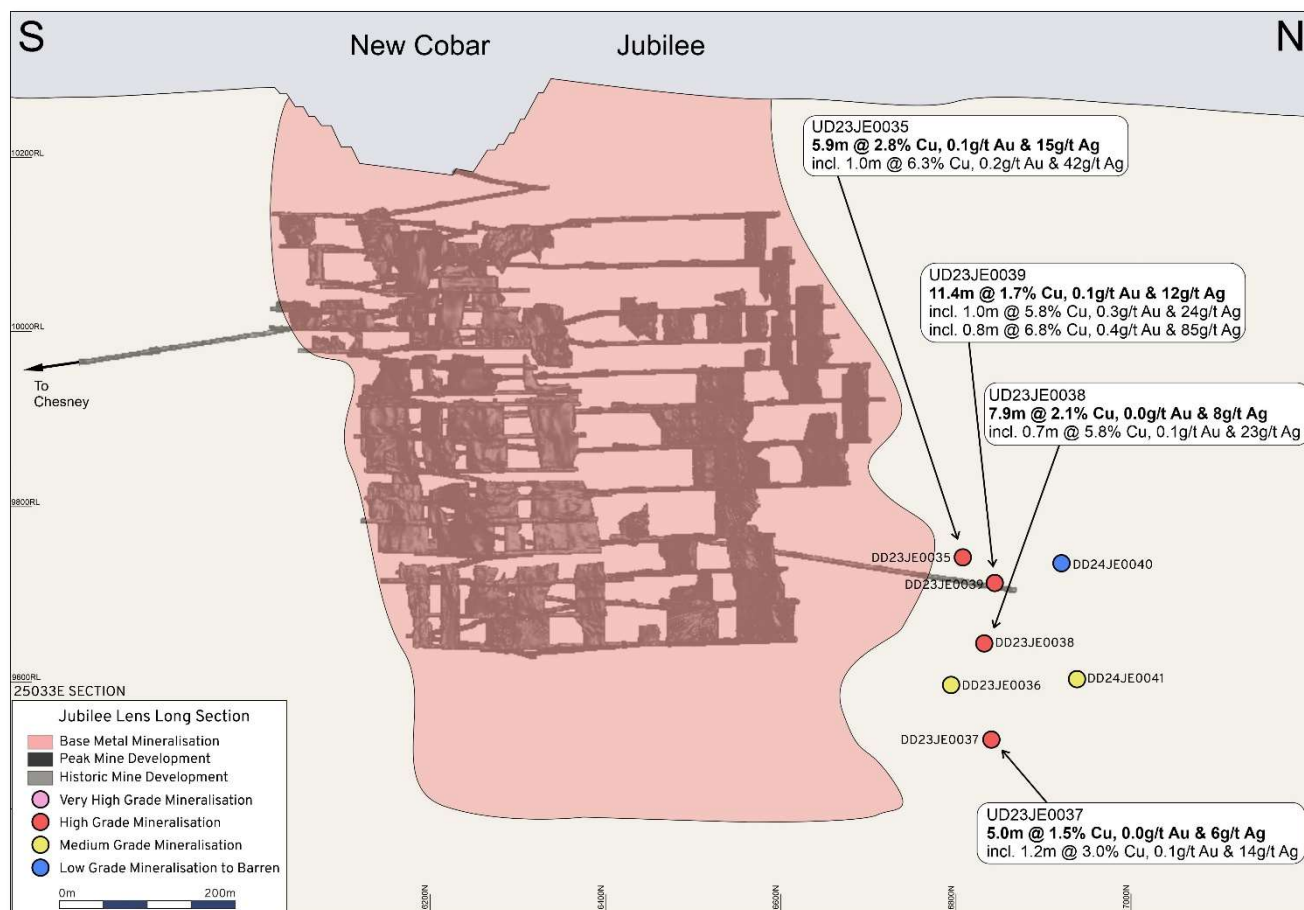 S
New Cobar
Jubilee
N
10200RL
10000RL
9800RL
9600RL
To
Chesney
UD23JE0035
5.9m @ 2.8% Cu, 0.1g/t Au & 15g/t Ag
incl. 1.0m @ 6.3% Cu, 0.2g/t Au & 42g/t Ag
UD23JE0039
11.4m @ 1.7% Cu, 0.1g/t Au & 12g/t Ag
incl. 1.0m @ 5.8% Cu, 0.3g/t Au & 24g/t Ag
incl. 0.8m @ 6.8% Cu, 0.4g/t Au & 85g/t Ag
UD23JE0038
7.9m @ 2.1% Cu, 0.0g/t Au & 8g/t Ag
incl. 0.7m @ 5.8% Cu, 0.1g/t Au & 23g/t Ag
DD23JE0035
DD24JE0040
DD23JE0039
DD23JE0038
DD23JE0036
DD24JE0041
DD23JE0037
UD23JE0037
5.0m @ 1.5% Cu, 0.0g/t Au & 6g/t Ag
incl. 1.2m @ 3.0% Cu, 0.1g/t Au & 14g/t Ag
25033E SECTION
Jubilee Lens Long Section
Base Metal Mineralisation
Peak Mine Development
Historic Mine Development
Very High Grade Mineralisation
High Grade Mineralisation
Medium Grade Mineralisation
Low Grade Mineralisation to Barren
0m
200m
6200N
6400N
6600N
6800N
7000N